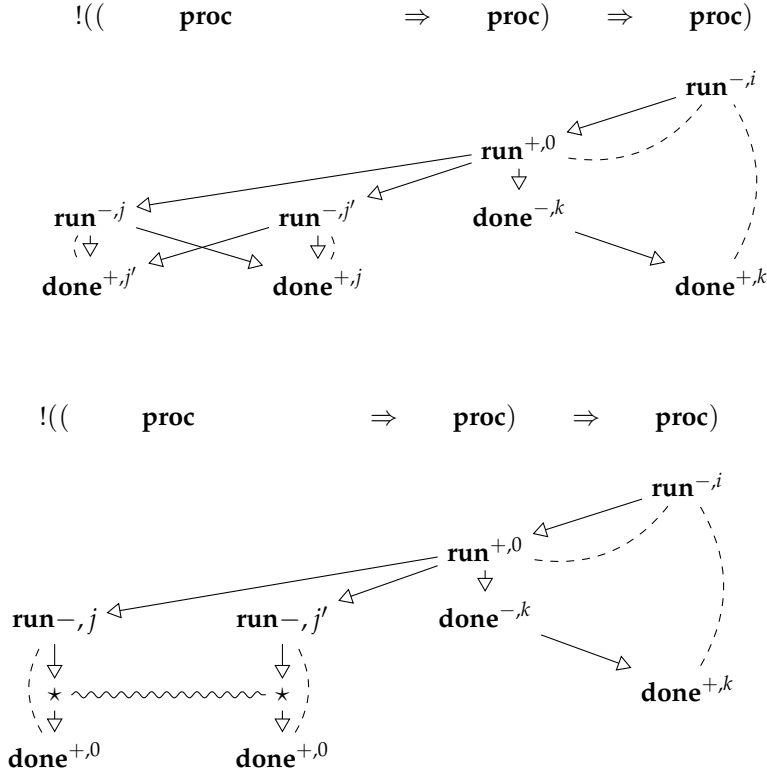 !(( proc ⇒ proc) ⇒ proc)
run⁻,ⁱ
run⁺,⁰
run⁻,ʲ run⁻,ʲ′ done⁻,ᵏ
done⁺,ʲ′ done⁺,ʲ done⁺,ᵏ
!(( proc ⇒ proc) ⇒ proc)
run⁻,ⁱ
run⁺,⁰
run−, j run−, j′ done⁻,ᵏ
⋆ ⋆ done⁺,ᵏ
done⁺,⁰ done⁺,⁰